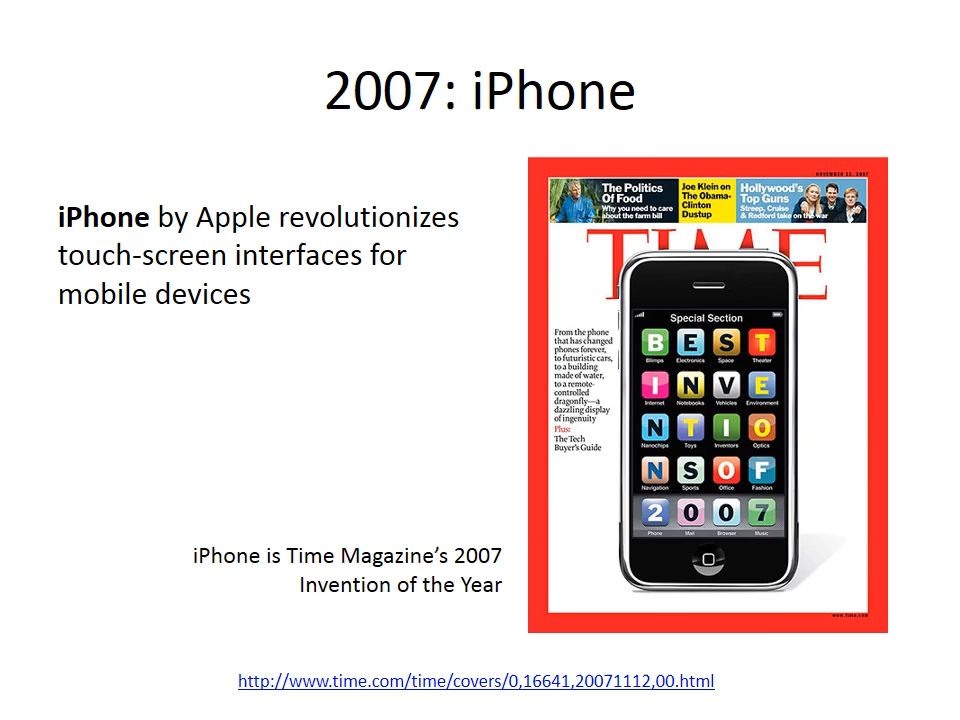 2007: iPhone
iPhone by Apple revolutionizes
touch-screen interfaces for
mobile devices
iPhone is Time Magazine's 2007
Invention of the Year
NOVEMBER 12, 2007
The Politics
Of Food
Why you need to care
about the farm bill
Joe Klein on
The Obama-
Clinton
Dustup
Hollywood's
Top Guns
Streep, Cruise
& Redford take on the war
TIME
From the phone
that has changed
phones forever,
to futuristic cars,
to a building
made of water,
to a remote-
controlled
dragonfly—a
dazzling display
of ingenuity
Plus:
The Tech
Buyer's Guide
Special Section
B E S T
Blimps Electronics Space Theater
I N V E
Internet Notebooks Vehicles Environment
N T I O
Nanochips Toys Inventors Optics
N S O F
Navigation Sports Office Fashion
2 0 0 7
Phone Mail Browser Music
www.time.com
http://www.time.com/time/covers/0,16641,20071112,00.html